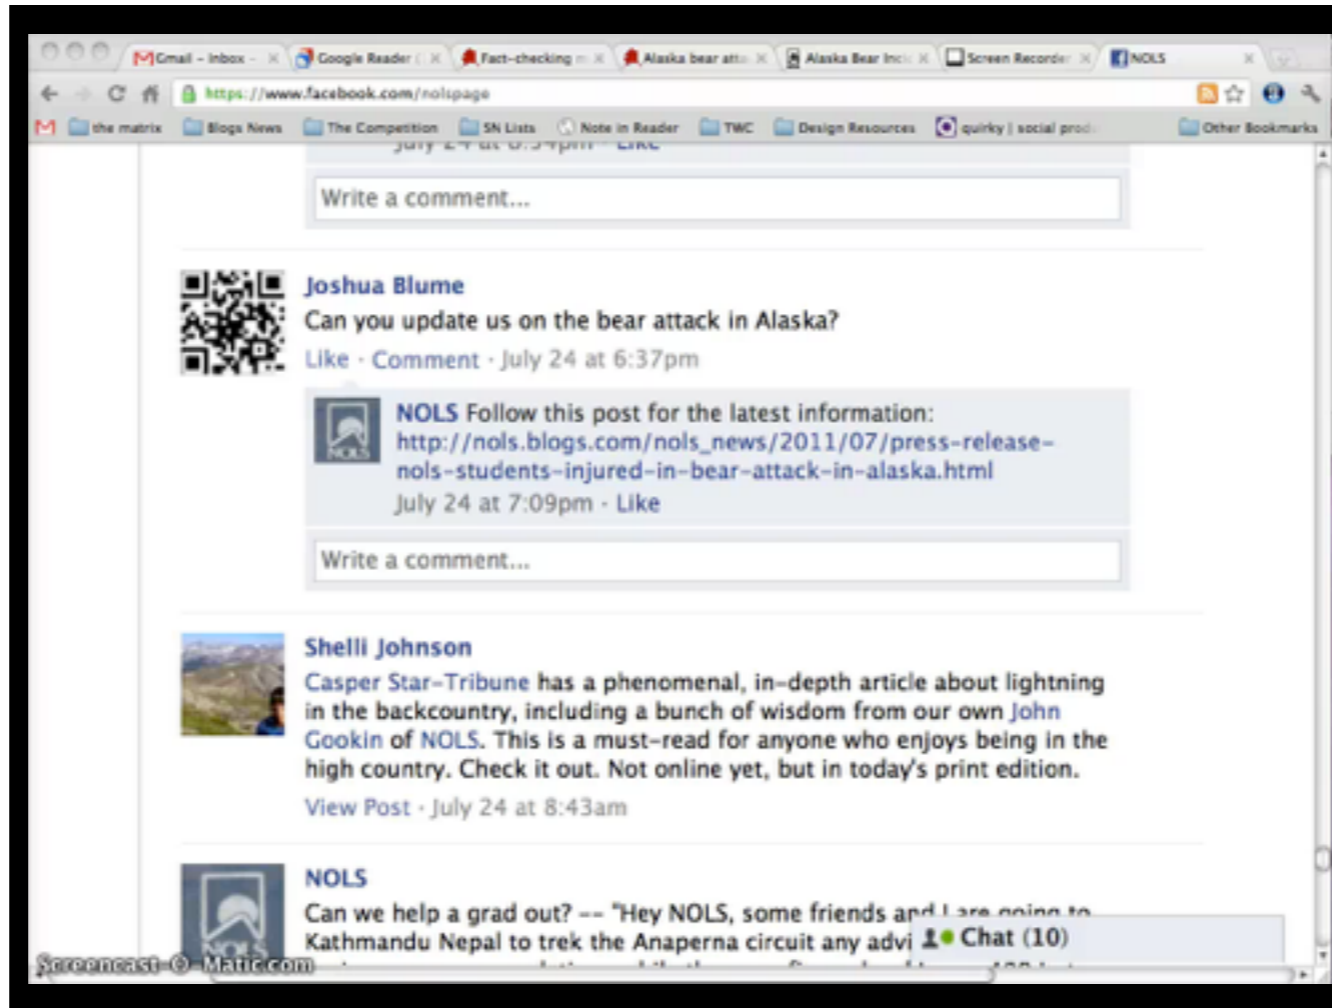 Gmail - Inbox -
Google Reader (
Fact-checking
Alaska bear atta
Alaska Bear Inci
Screen Recorder
NOLS
https://www.facebook.com/nolspage
the matrix
Blogs News
The Competition
SN Lists
Note in Reader
TWC
Design Resources
quirky | social prod
Other Bookmarks
Write a comment...
Joshua Blume
Can you update us on the bear attack in Alaska?
Like · Comment · July 24 at 6:37pm
NOLS Follow this post for the latest information:
http://nols.blogs.com/nols_news/2011/07/press-release-
nols-students-injured-in-bear-attack-in-alaska.html
July 24 at 7:09pm · Like
NOLS
Write a comment...
Shelli Johnson
Casper Star-Tribune has a phenomenal, in-depth article about lightning
in the backcountry, including a bunch of wisdom from our own John
Gookin of NOLS. This is a must-read for anyone who enjoys being in the
high country. Check it out. Not online yet, but in today's print edition.
View Post · July 24 at 8:43am
NOLS
Can we help a grad out? -- "Hey NOLS, some friends and I are going to
Kathmandu Nepal to trek the Anaperna circuit any advi
NOLS
Chat (10)
Screencast-O-Matic.com